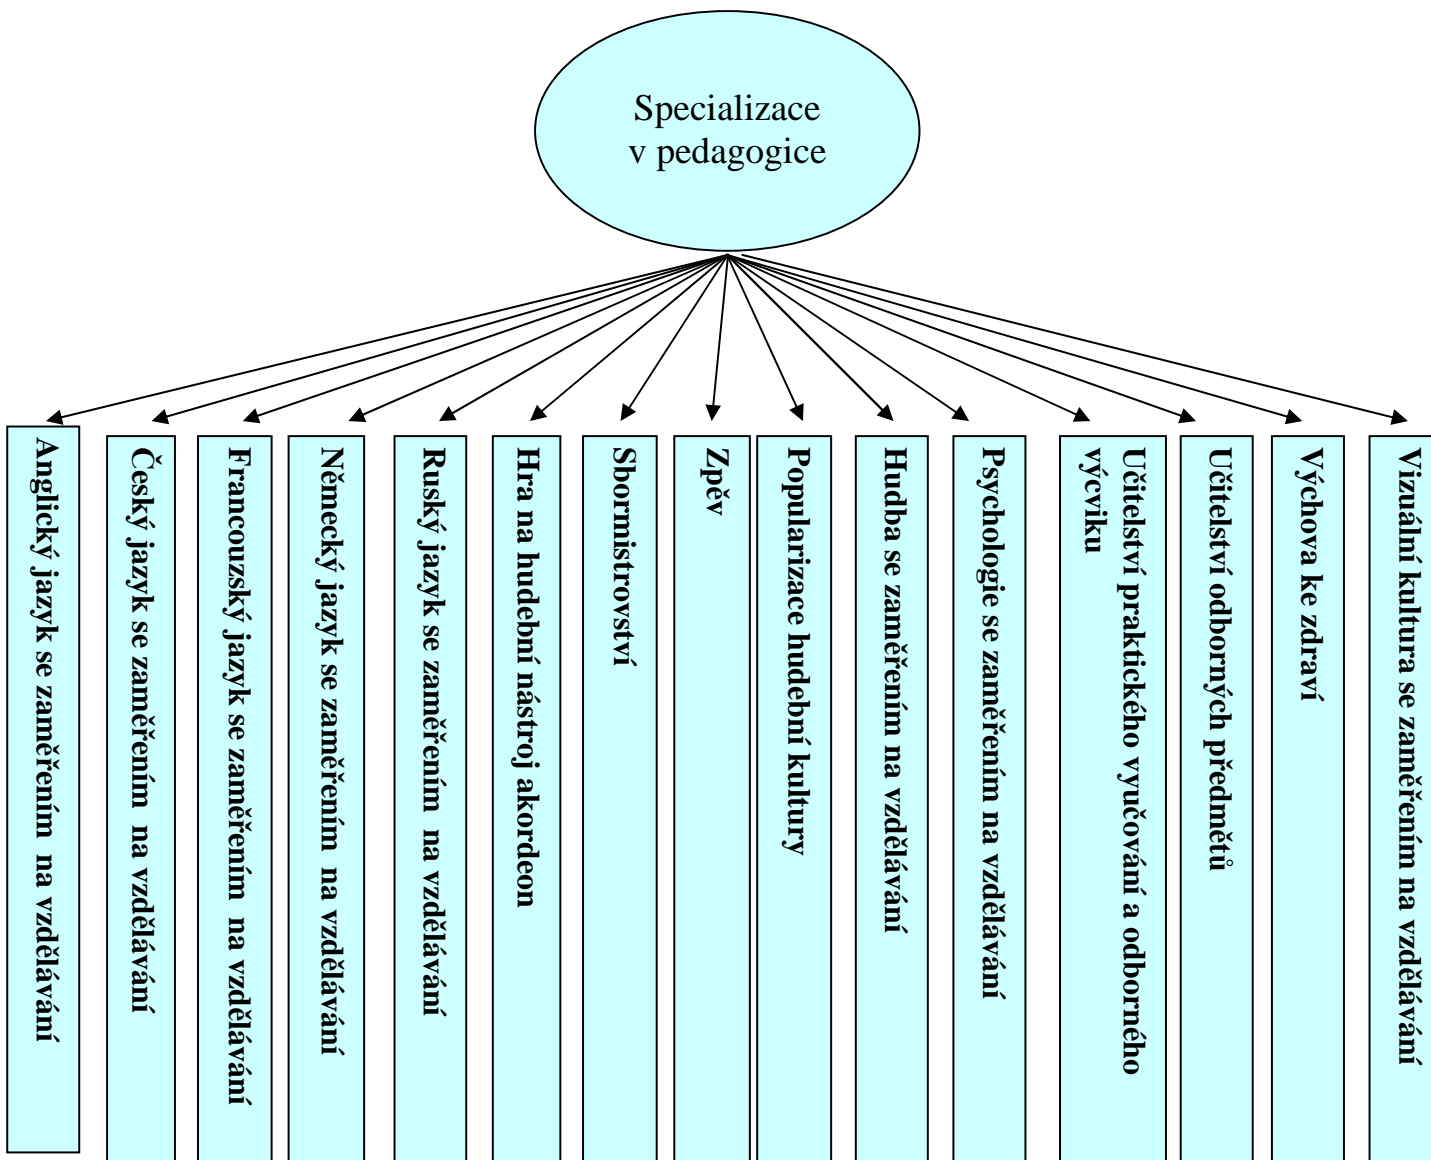 Specializace
v pedagogice
Anglický jazyk se zaměřením na vzdělávání
Český jazyk se zaměřením na vzdělávání
Francouzský jazyk se zaměřením na vzdělávání
Německý jazyk se zaměřením na vzdělávání
Ruský jazyk se zaměřením na vzdělávání
Hra na hudební nástroj akordeon
Sbormistrovství
Zpěv
Popularizace hudební kultury
Hudba se zaměřením na vzdělávání
Psychologie se zaměřením na vzdělávání
Učitelství praktického vyučování a odborného
výcviku
Učitelství odborných předmětů
Výchova ke zdraví
Vizuální kultura se zaměřením na vzdělávání